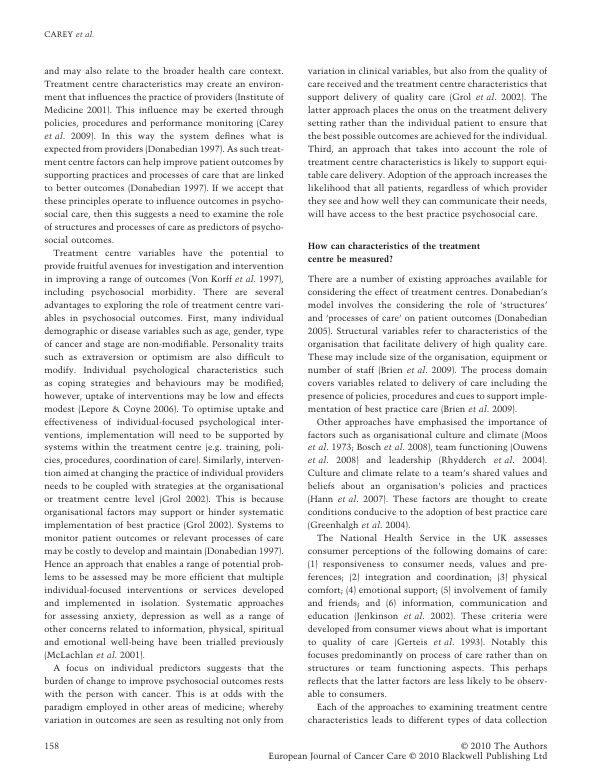 CAREY et al.
and may also relate to the broader health care context.
Treatment centre characteristics may create an environ-
ment that influences the practice of providers (Institute of
Medicine 2001). This influence may be exerted through
policies, procedures and performance monitoring (Carey
et al. 2009). In this way the system defines what is
expected from providers (Donabedian 1997). As such treat-
ment centre factors can help improve patient outcomes by
supporting practices and processes of care that are linked
to better outcomes (Donabedian 1997). If we accept that
these principles operate to influence outcomes in psycho-
social care, then this suggests a need to examine the role
of structures and processes of care as predictors of psycho-
social outcomes.
Treatment centre variables have the potential to
provide fruitful avenues for investigation and intervention
in improving a range of outcomes (Von Korff et al. 1997),
including psychosocial morbidity. There are several
advantages to exploring the role of treatment centre vari-
ables in psychosocial outcomes. First, many individual
demographic or disease variables such as age, gender, type
of cancer and stage are non-modifiable. Personality traits
such as extraversion or optimism are also difficult to
modify. Individual psychological characteristics such
as coping strategies and behaviours may be modified;
however, uptake of interventions may be low and effects
modest (Lepore & Coyne 2006). To optimise uptake and
effectiveness of individual-focused psychological inter-
ventions, implementation will need to be supported by
systems within the treatment centre (e.g. training, poli-
cies, procedures, coordination of care). Similarly, interven-
tion aimed at changing the practice of individual providers
needs to be coupled with strategies at the organisational
or treatment centre level (Grol 2002). This is because
organisational factors may support or hinder systematic
implementation of best practice (Grol 2002). Systems to
monitor patient outcomes or relevant processes of care
may be costly to develop and maintain (Donabedian 1997).
Hence an approach that enables a range of potential prob-
lems to be assessed may be more efficient that multiple
individual-focused interventions or services developed
and implemented in isolation. Systematic approaches
for assessing anxiety, depression as well as a range of
other concerns related to information, physical, spiritual
and emotional well-being have been trialled previously
(McLachlan et al. 2001).
A focus on individual predictors suggests that the
burden of change to improve psychosocial outcomes rests
with the person with cancer. This is at odds with the
paradigm employed in other areas of medicine; whereby
variation in outcomes are seen as resulting not only from
variation in clinical variables, but also from the quality of
care received and the treatment centre characteristics that
support delivery of quality care (Grol et al. 2002). The
latter approach places the onus on the treatment delivery
setting rather than the individual patient to ensure that
the best possible outcomes are achieved for the individual.
Third, an approach that takes into account the role of
treatment centre characteristics is likely to support equi-
table care delivery. Adoption of the approach increases the
likelihood that all patients, regardless of which provider
they see and how well they can communicate their needs,
will have access to the best practice psychosocial care.
How can characteristics of the treatment
centre be measured?
There are a number of existing approaches available for
considering the effect of treatment centres. Donabedian's
model involves the considering the role of 'structures'
and 'processes of care' on patient outcomes (Donabedian
2005). Structural variables refer to characteristics of the
organisation that facilitate delivery of high quality care.
These may include size of the organisation, equipment or
number of staff (Brien et al. 2009). The process domain
covers variables related to delivery of care including the
presence of policies, procedures and cues to support imple-
mentation of best practice care (Brien et al. 2009).
Other approaches have emphasised the importance of
factors such as organisational culture and climate (Moos
et al. 1973; Bosch et al. 2008), team functioning (Ouwens
et al. 2008) and leadership (Rhydderch et al. 2004).
Culture and climate relate to a team's shared values and
beliefs about an organisation's policies and practices
(Hann et al. 2007). These factors are thought to create
conditions conducive to the adoption of best practice care
(Greenhalgh et al. 2004).
The National Health Service in the UK assesses
consumer perceptions of the following domains of care:
(1) responsiveness to consumer needs, values and pre-
ferences; (2) integration and coordination; (3) physical
comfort; (4) emotional support; (5) involvement of family
and friends; and (6) information, communication and
education (Jenkinson et al. 2002). These criteria were
developed from consumer views about what is important
to quality of care (Gerteis et al. 1993). Notably this
focuses predominantly on process of care rather than on
structures or team functioning aspects. This perhaps
reflects that the latter factors are less likely to be observ-
able to consumers.
Each of the approaches to examining treatment centre
characteristics leads to different types of data collection
158
© 2010 The Authors
European Journal of Cancer Care © 2010 Blackwell Publishing Ltd